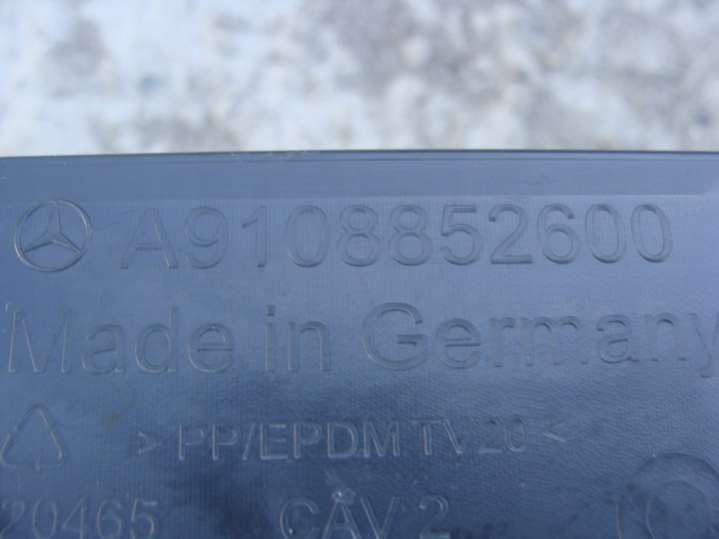 A9108852600
Made in Germany
> PP/EPDM TV 20 <
20465 CAV 2